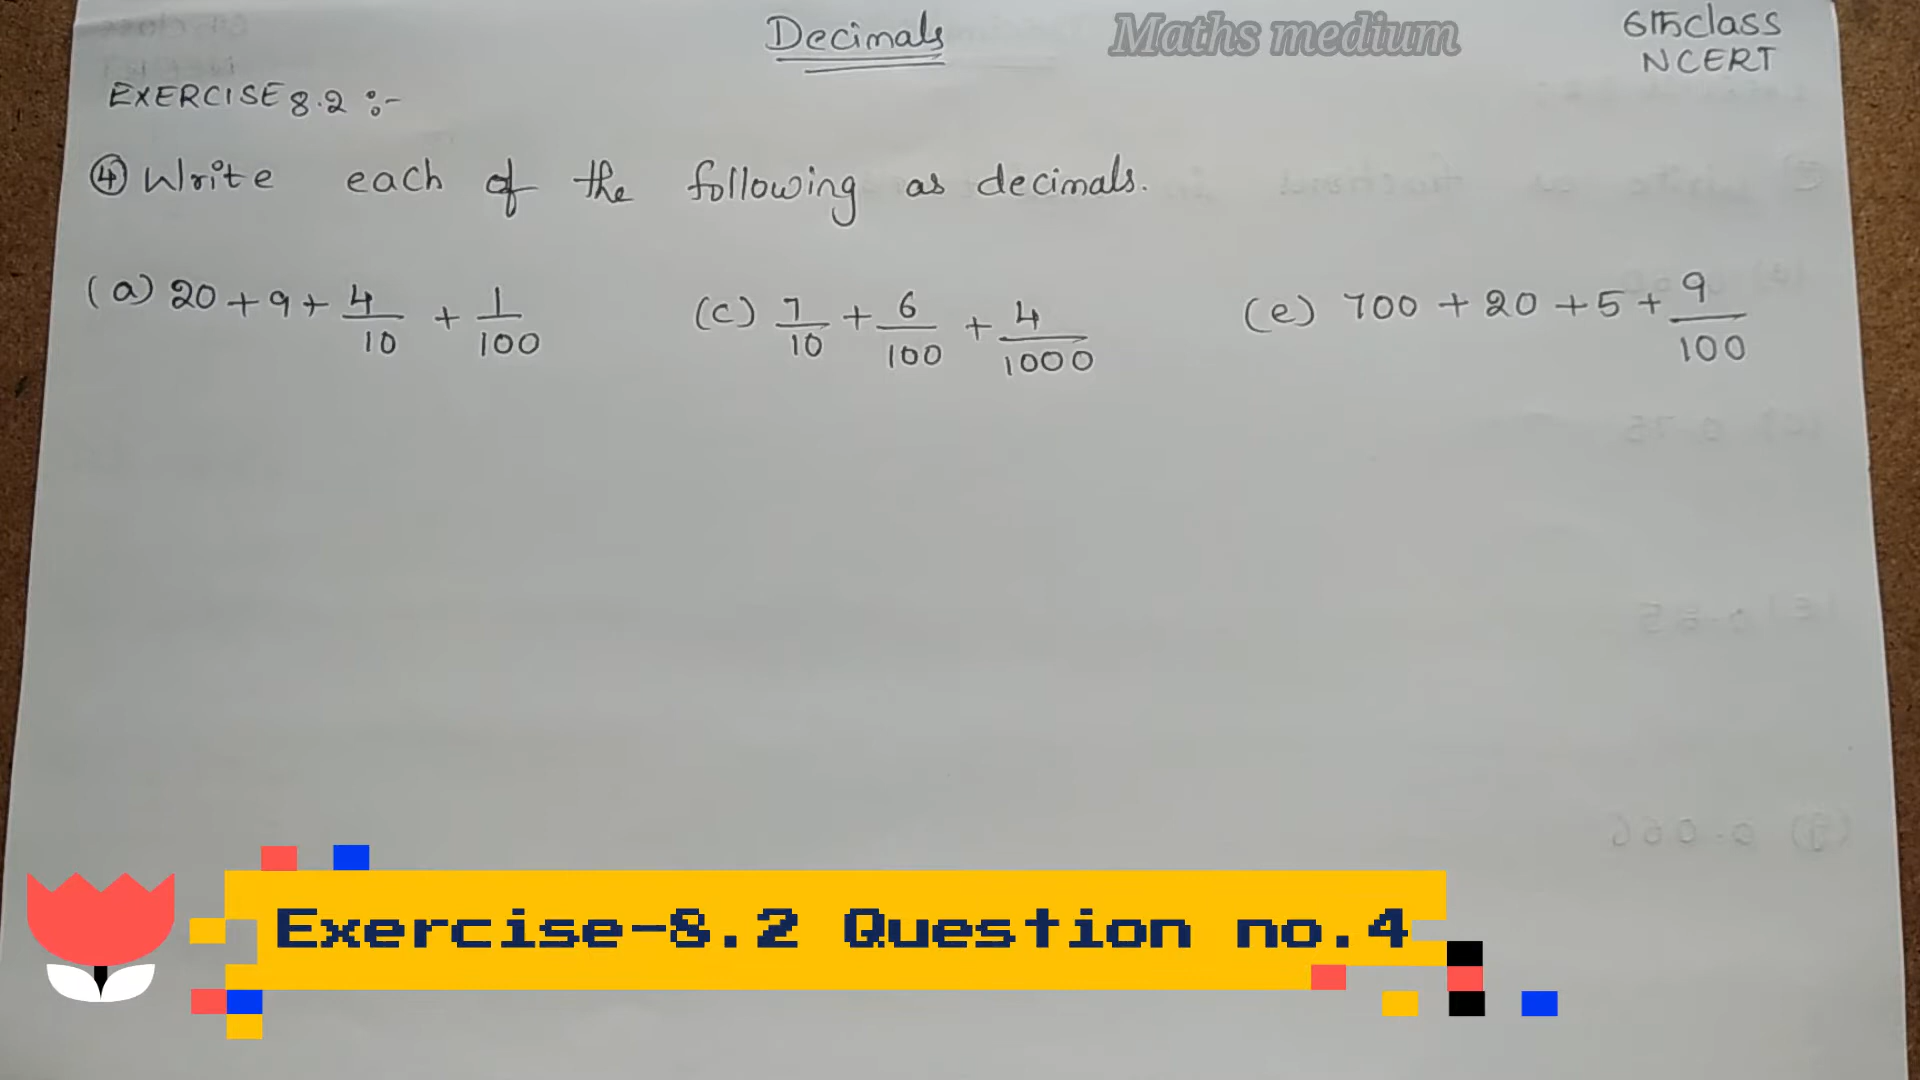 Decimals
Maths medium
6th class
NCERT
EXERCISE 8.2 :-
④ Write each of the following as decimals.
(a) 20 + 9 + 4/10 + 1/100 (c) 7/10 + 6/100 + 4/1000 (e) 700 + 20 + 5 + 9/100
Exercise-8.2 Question no.4